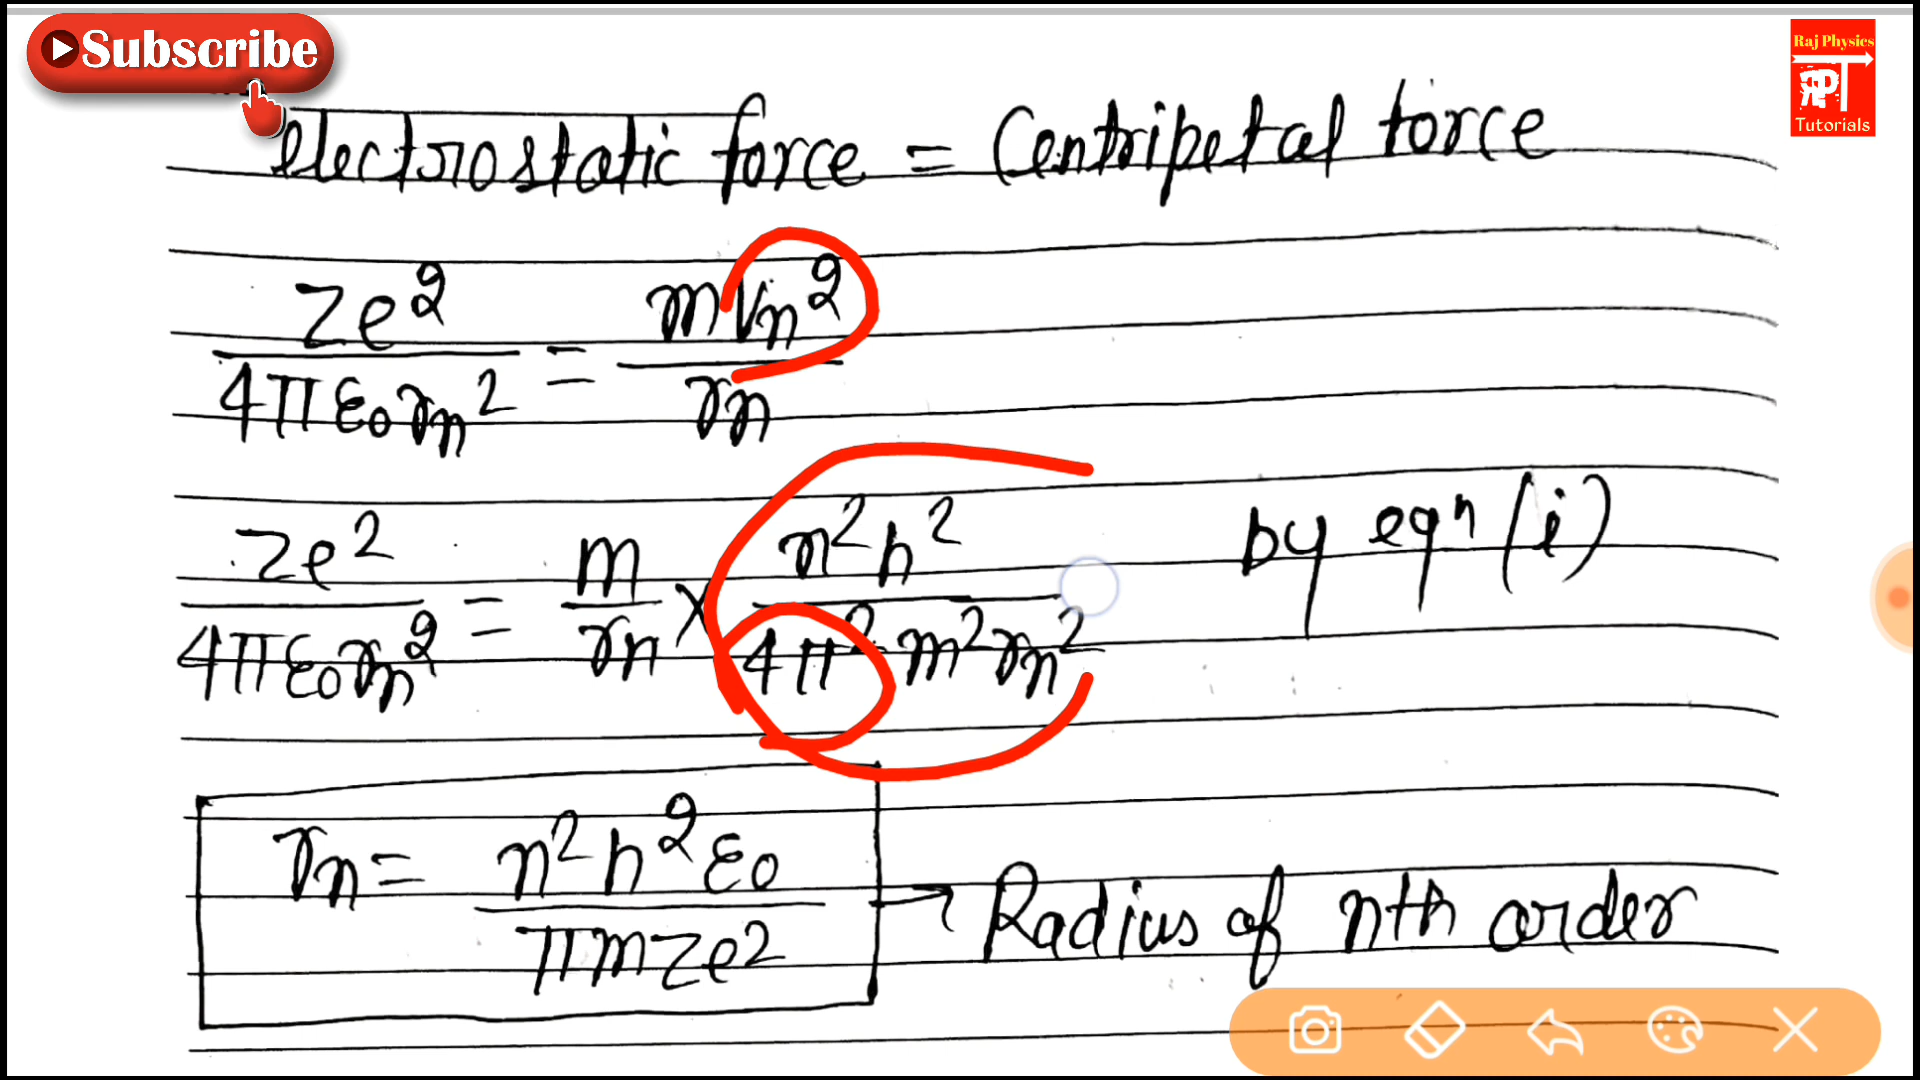 Subscribe
Raj Physics
RPT
Tutorials
electrostatic force = Centripetal force
Ze²/4πε₀rn² = mVn²/rn
Ze²/4πε₀rn² = m/rn × n²h²/4π²m²rn² by eqⁿ (i)
rn = n²h²ε₀/πmze² → Radius of nth order